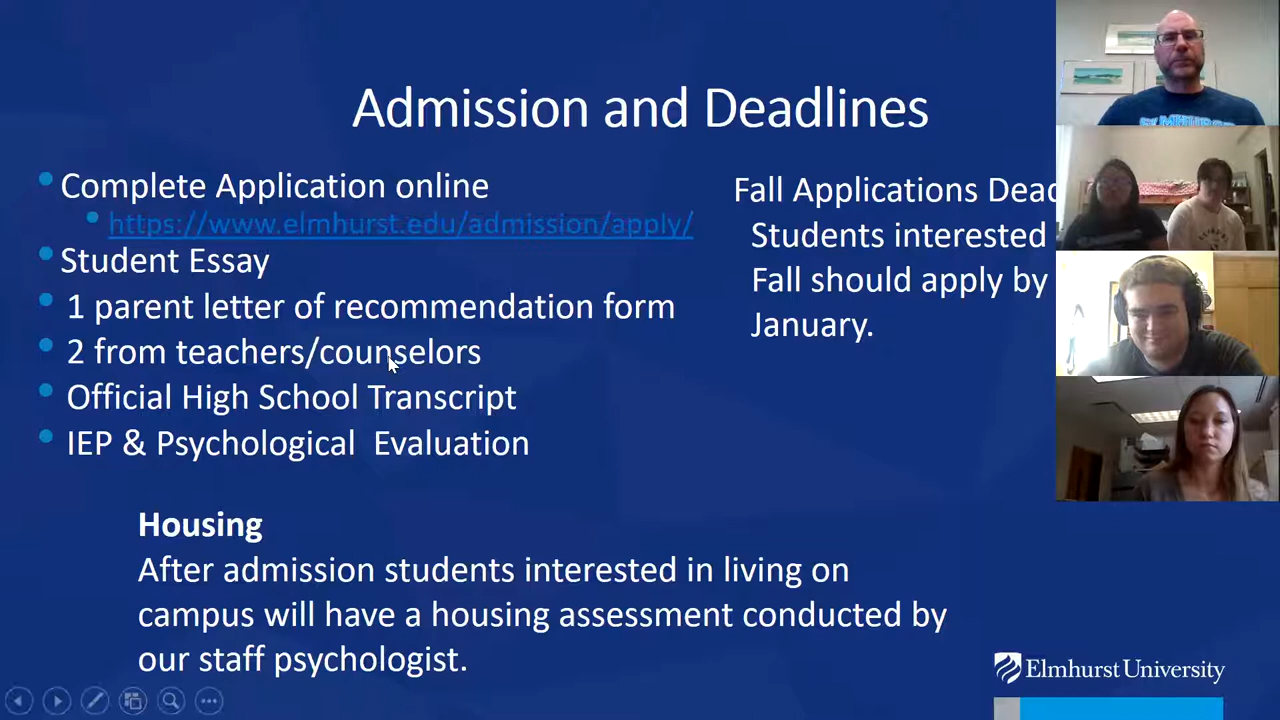 Admission and Deadlines
Complete Application online
https://www.elmhurst.edu/admission/apply/
Student Essay
1 parent letter of recommendation form
2 from teachers/counselors
Official High School Transcript
IEP & Psychological Evaluation
Fall Applications
Students interested
Fall should apply by
January.
Housing
After admission students interested in living on
campus will have a housing assessment conducted by
our staff psychologist.
Elmhurst University